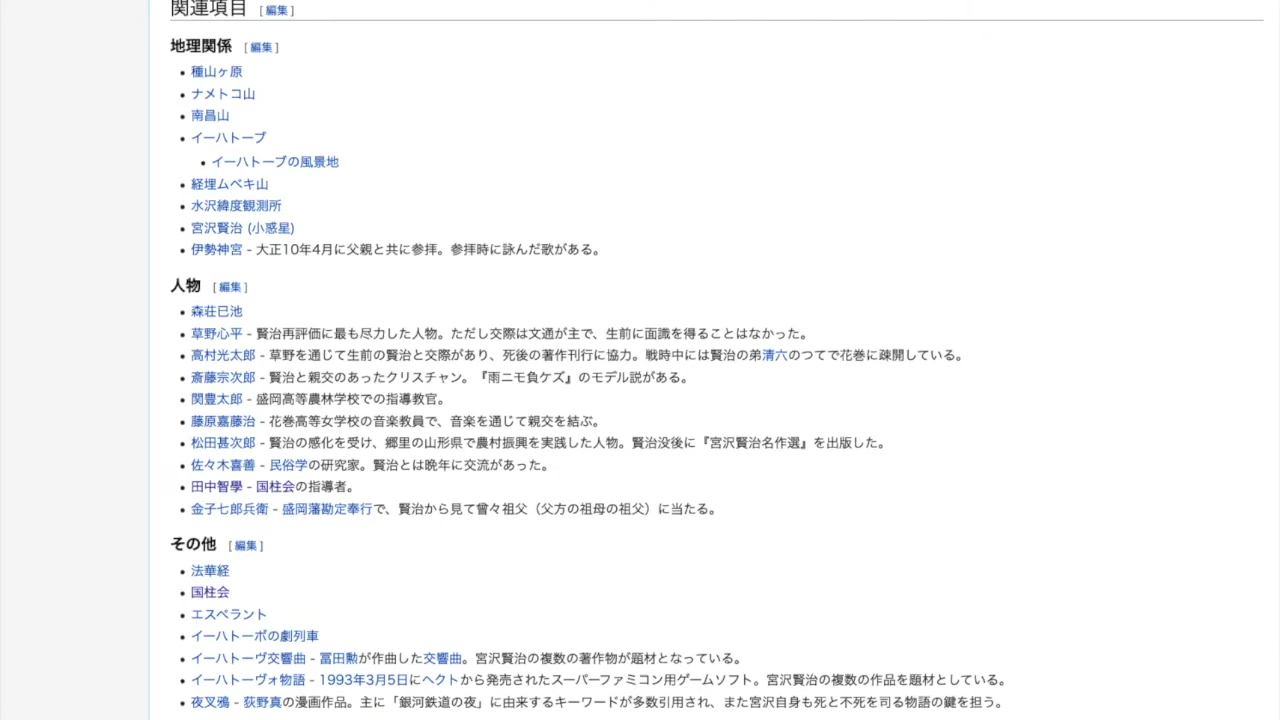 関連項目 [ 編集 ]
地理関係 [ 編集 ]
• 種山ヶ原
• ナメトコ山
• 南昌山
• イーハトーブ
• イーハトーブの風景地
• 経埋ムベキ山
• 水沢緯度観測所
• 宮沢賢治 (小惑星)
• 伊勢神宮 - 大正10年4月に父親と共に参拝。参拝時に詠んだ歌がある。
人物 [ 編集 ]
• 森荘已池
• 草野心平 - 賢治再評価に最も尽力した人物。ただし交際は文通が主で、生前に面識を得ることはなかった。
• 高村光太郎 - 草野を通じて生前の賢治と交際があり、死後の著作刊行に協力。戦時中には賢治の弟清六のつてで花巻に疎開している。
• 斎藤宗次郎 - 賢治と親交のあったクリスチャン。『雨ニモ負ケズ』のモデル説がある。
• 関豊太郎 - 盛岡高等農林学校での指導教官。
• 藤原嘉藤治 - 花巻高等女学校の音楽教員で、音楽を通じて親交を結ぶ。
• 松田甚次郎 - 賢治の感化を受け、郷里の山形県で農村振興を実践した人物。賢治没後に『宮沢賢治名作選』を出版した。
• 佐々木喜善 - 民俗学の研究家。賢治とは晩年に交流があった。
• 田中智學 - 国柱会の指導者。
• 金子七郎兵衛 - 盛岡藩勘定奉行で、賢治から見て曾々祖父（父方の祖母の祖父）に当たる。
その他 [ 編集 ]
• 法華経
• 国柱会
• エスペラント
• イーハトーボの劇列車
• イーハトーヴ交響曲 - 冨田勲が作曲した交響曲。宮沢賢治の複数の著作物が題材となっている。
• イーハトーヴォ物語 - 1993年3月5日にヘクトから発売されたスーパーファミコン用ゲームソフト。宮沢賢治の複数の作品を題材としている。
• 夜叉鴉 - 荻野真の漫画作品。主に「銀河鉄道の夜」に由来するキーワードが多数引用され、また宮沢自身も死と不死を司る物語の鍵を担う。